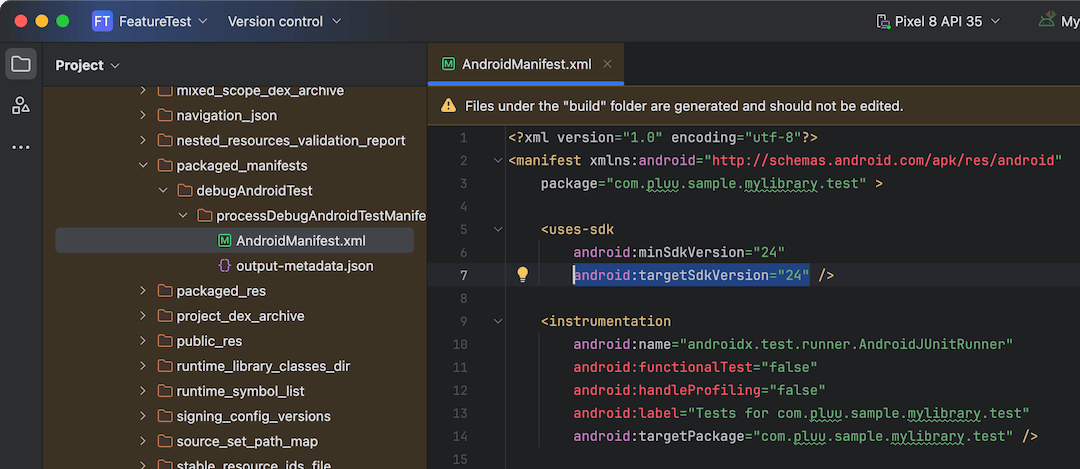 FT FeatureTest Version control Pixel 8 API 35 My
Project
mixed_scope_dex_archive
navigation_json
nested_resources_validation_report
packaged_manifests
debugAndroidTest
processDebugAndroidTestManife
AndroidManifest.xml
output-metadata.json
packaged_res
project_dex_archive
public_res
runtime_library_classes_dir
runtime_symbol_list
signing_config_versions
source_set_path_map
stable_resource_ids_file
AndroidManifest.xml
Files under the "build" folder are generated and should not be edited.
1 <?xml version="1.0" encoding="utf-8"?>
2 <manifest xmlns:android="http://schemas.android.com/apk/res/android"
3 package="com.pluu.sample.mylibrary.test" >
4
5 <uses-sdk
6 android:minSdkVersion="24"
7 android:targetSdkVersion="24" />
8
9 <instrumentation
10 android:name="androidx.test.runner.AndroidJUnitRunner"
11 android:functionalTest="false"
12 android:handleProfiling="false"
13 android:label="Tests for com.pluu.sample.mylibrary.test"
14 android:targetPackage="com.pluu.sample.mylibrary.test" />
15